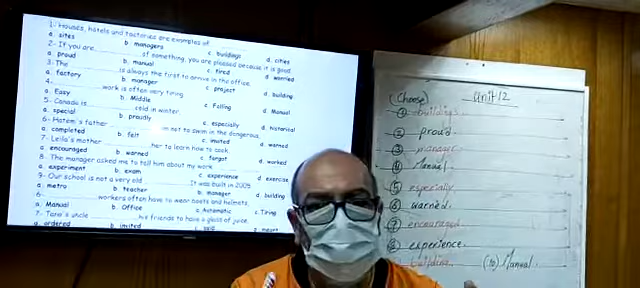 1- Houses, hotels and factories are examples of
a. sites b. managers c. buildings d. cities
2- If you are if something, you are pleased because it is good.
a. proud b. manual c. tired d. worried
3. The is always the first to arrive in the office.
a. factory b. manager c. project d. building
4. work is often very tiring.
a. Easy b. Middle c. Falling d. Manual
5- Canada is cold in winter.
a. special b. proudly c. especially d. historical
6- Hatem's father not to swim in the dangerous.
a. completed b. felt c. invited d. warned
7- Leila's mother her to learn how to cook.
a. encouraged b. warned c. forgot d. worked
8- The manager asked me to tell him about my work
a. experiment b. exam c. experience d. exercise
9- Our school is not a very old It was built in 2005.
a. metro b. teacher b. manager d. building
6- workers often have to wear boots and helmets.
a. Manual b. Office c. Automatic c. Tiring
7- Tara's uncle his friends to have a glass of juice.
a. ordered b. invited c. said
(Choose) Unit 12
① buildings
② proud
③ manager
④ Manual
⑤ especially
⑥ warned
⑦ encouraged
⑧ experience
building (10) Manual